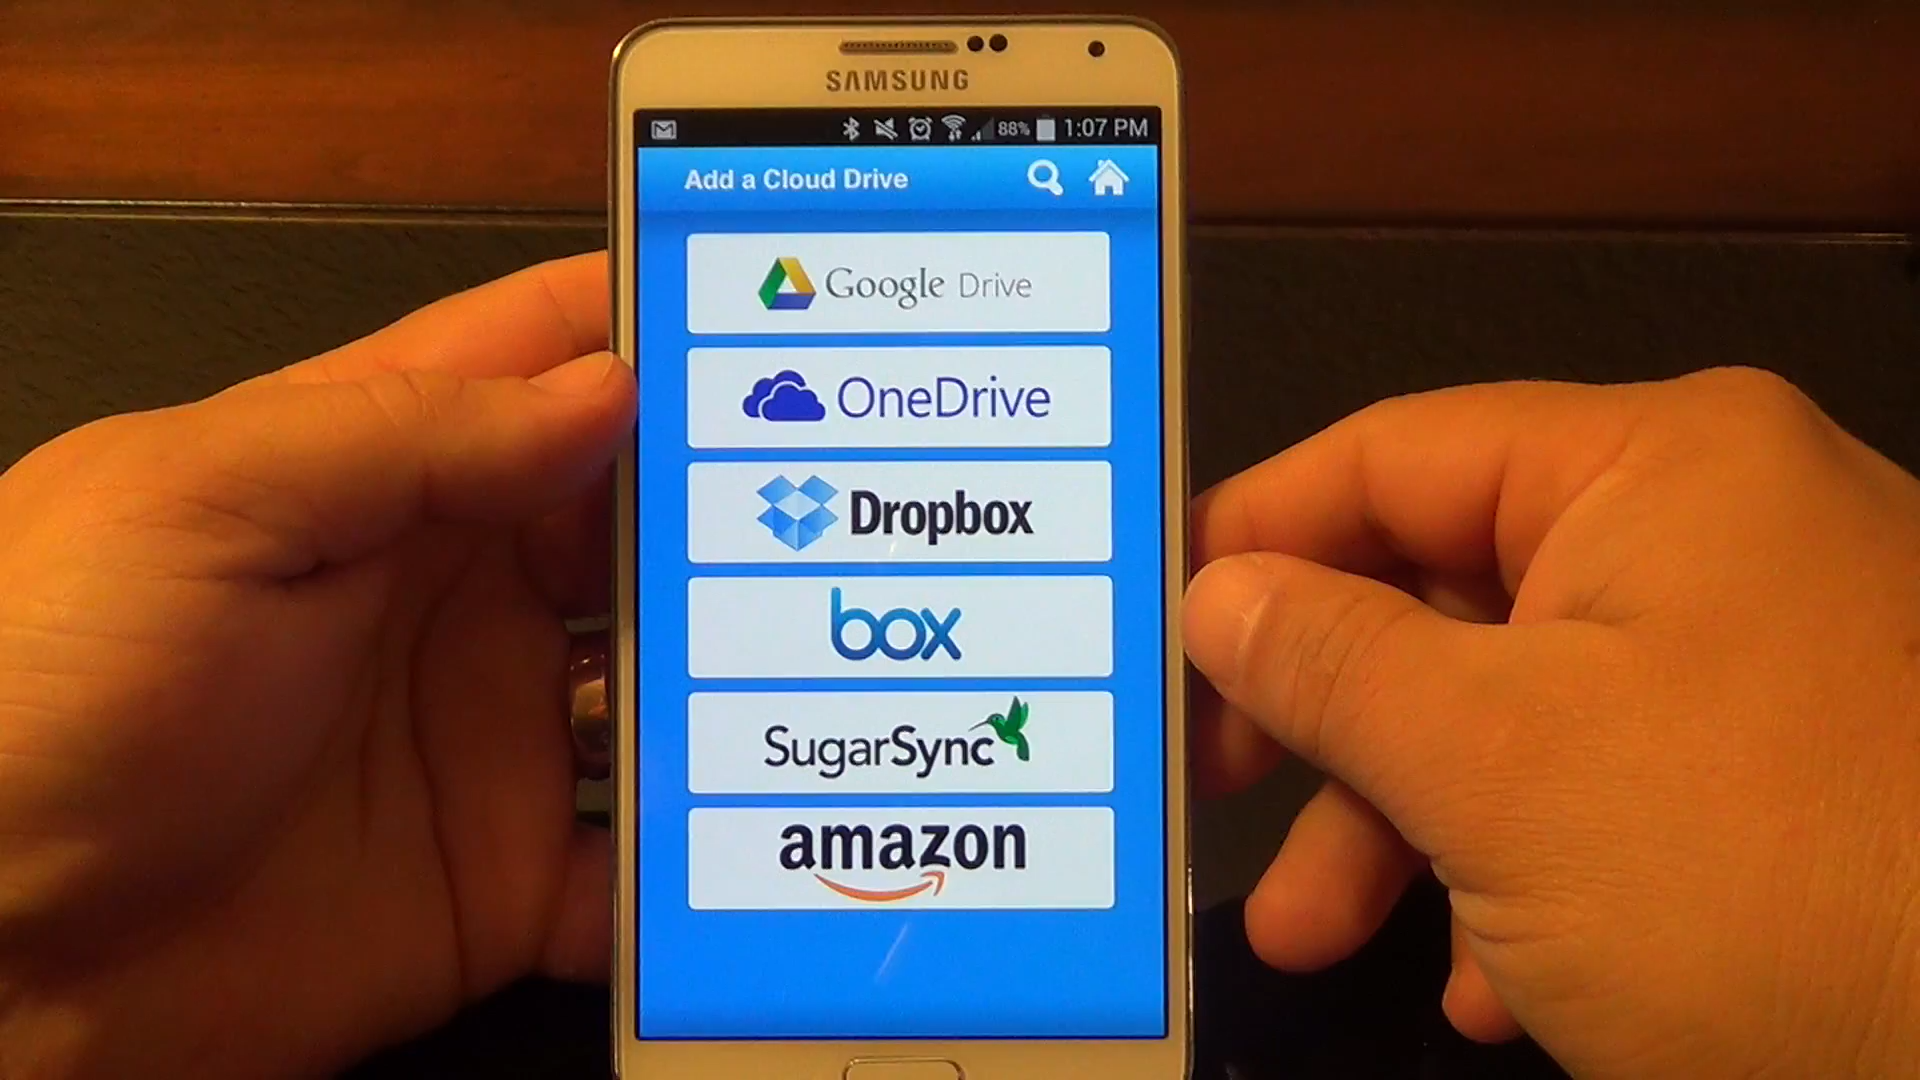 SAMSUNG
88% 1:07 PM
Add a Cloud Drive
Google Drive
OneDrive
Dropbox
box
SugarSync
amazon